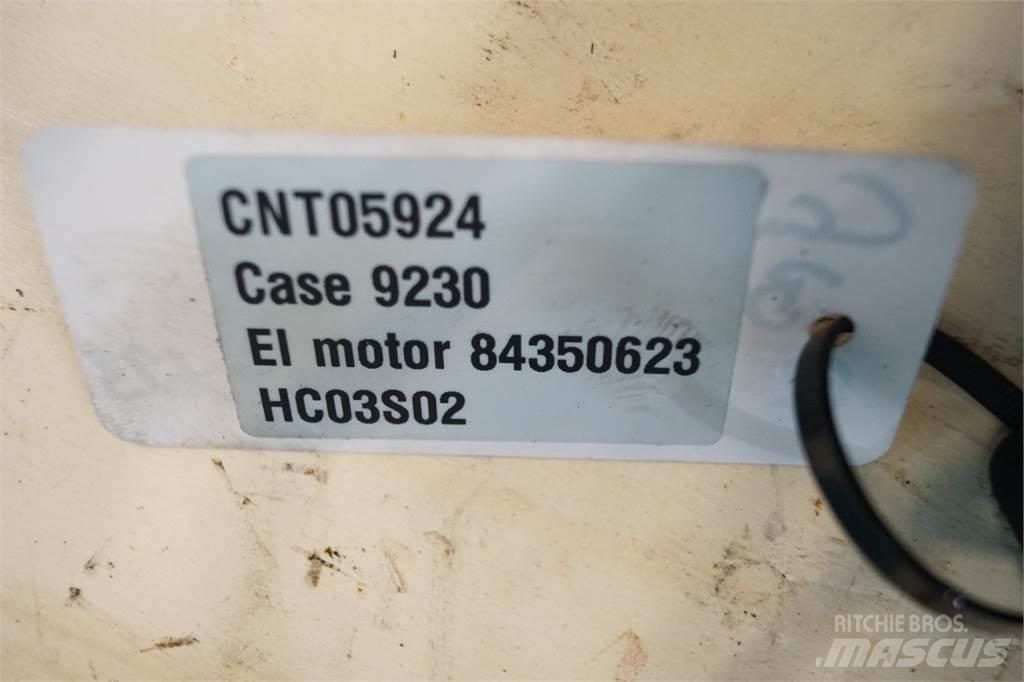 CNT05924
Case 9230
El motor 84350623
HC03S02
RITCHIE BROS.
MASCUS